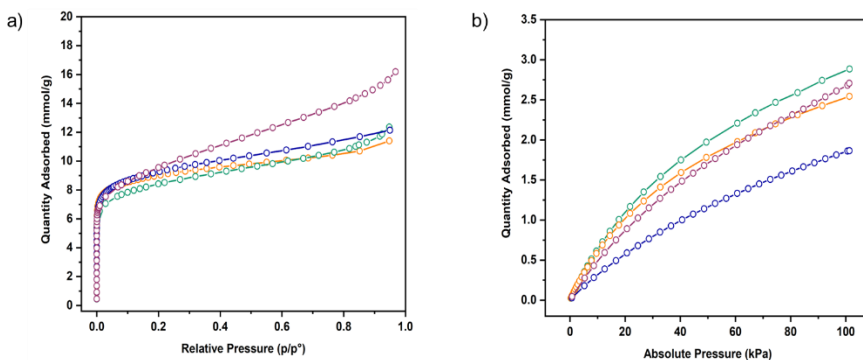 a)
20
18
16
14
12
10
8
6
4
2
0
Quantity Adsorbed (mmol/g)
0.0 0.2 0.4 0.6 0.8 1.0
Relative Pressure (p/p°)
b)
3.5
3.0
2.5
2.0
1.5
1.0
0.5
0.0
Quantity Adsorbed (mmol/g)
0 20 40 60 80 100
Absolute Pressure (kPa)